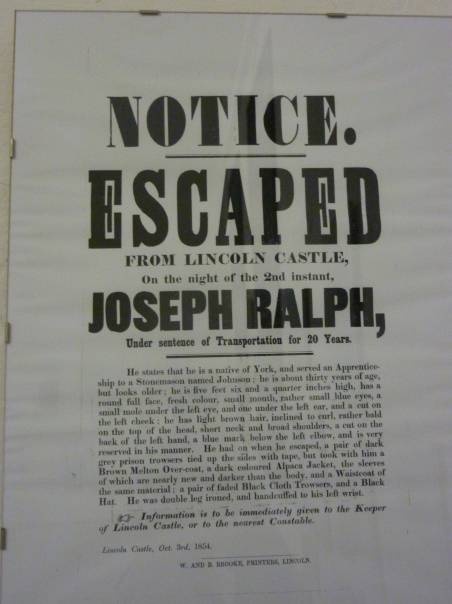 NOTICE.
ESCAPED
FROM LINCOLN CASTLE,
On the night of the 2nd instant,
JOSEPH RALPH,
Under sentence of Transportation for 20 Years.
He states that he is a native of York, and served an Apprentice-
ship to a Stonemason named Johnson; he is about thirty years of age,
but looks older; he is five feet six and a quarter inches high, has a
round full face, fresh colour, small mouth, rather small blue eyes, a
small mole under the left eye, and one under the left ear, and a cut on
the left cheek; he has light brown hair, inclined to curl, rather bald
on the top of the head, short neck and broad shoulders, a cut on the
back of the left hand, a blue mark below the left elbow, and is very
reserved in his manner. He had on when he escaped, a pair of dark
grey prison trowsers tied up the sides with tape, but took with him a
Brown Melton Over-coat, a dark coloured Alpaca Jacket, the sleeves
of which are nearly new and darker than the body, and a Waistcoat of
the same material; a pair of faded Black Cloth Trowsers, and a Black
Hat. He was double leg ironed, and handcuffed to his left wrist.
☞ Information is to be immediately given to the Keeper
of Lincoln Castle, or to the nearest Constable.
Lincoln Castle, Oct. 3rd, 1854.
W. AND B. BROOKE, PRINTERS, LINCOLN.